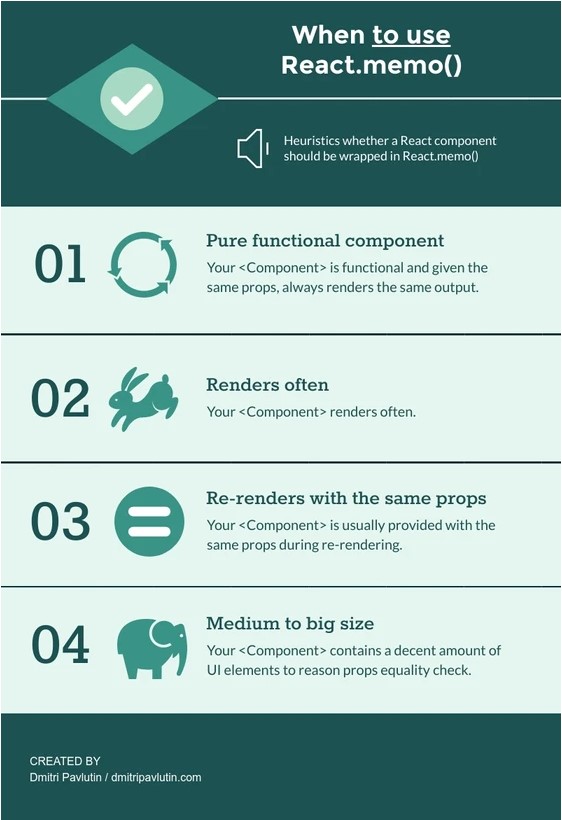 When to use
React.memo()
Heuristics whether a React component
should be wrapped in React.memo()
01
Pure functional component
Your <Component> is functional and given the
same props, always renders the same output.
02
Renders often
Your <Component> renders often.
03
Re-renders with the same props
Your <Component> is usually provided with the
same props during re-rendering.
04
Medium to big size
Your <Component> contains a decent amount of
UI elements to reason props equality check.
CREATED BY
Dmitri Pavlutin / dmitripavlutin.com